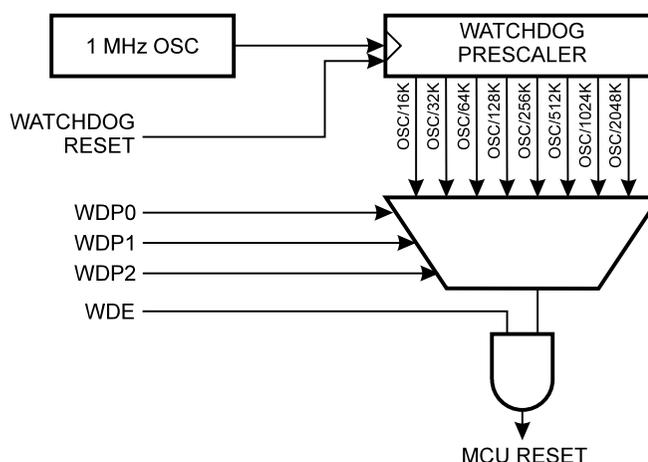 1 MHz OSC
WATCHDOG
PRESCALER
WATCHDOG
RESET
OSC/16K
OSC/32K
OSC/64K
OSC/128K
OSC/256K
OSC/512K
OSC/1024K
OSC/2048K
WDP0
WDP1
WDP2
WDE
MCU RESET